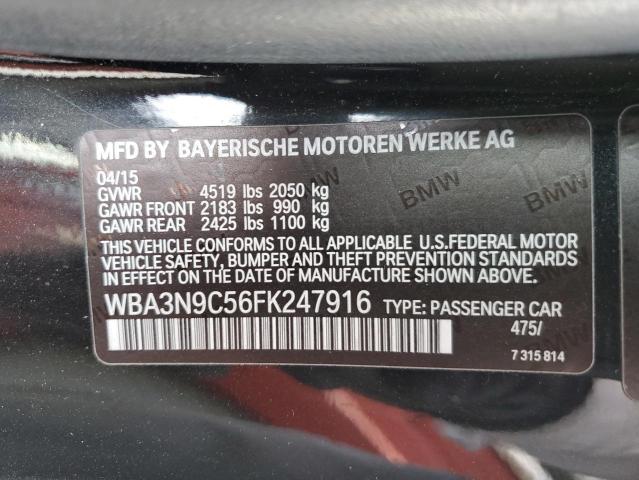 MFD BY BAYERISCHE MOTOREN WERKE AG
04/15
GVWR 4519 lbs 2050 kg
GAWR FRONT 2183 lbs 990 kg
GAWR REAR 2425 lbs 1100 kg
THIS VEHICLE CONFORMS TO ALL APPLICABLE U.S.FEDERAL MOTOR
VEHICLE SAFETY, BUMPER AND THEFT PREVENTION STANDARDS
IN EFFECT ON THE DATE OF MANUFACTURE SHOWN ABOVE.
WBA3N9C56FK247916 TYPE: PASSENGER CAR
475/
7 315 814
BMW
BMW
BMW